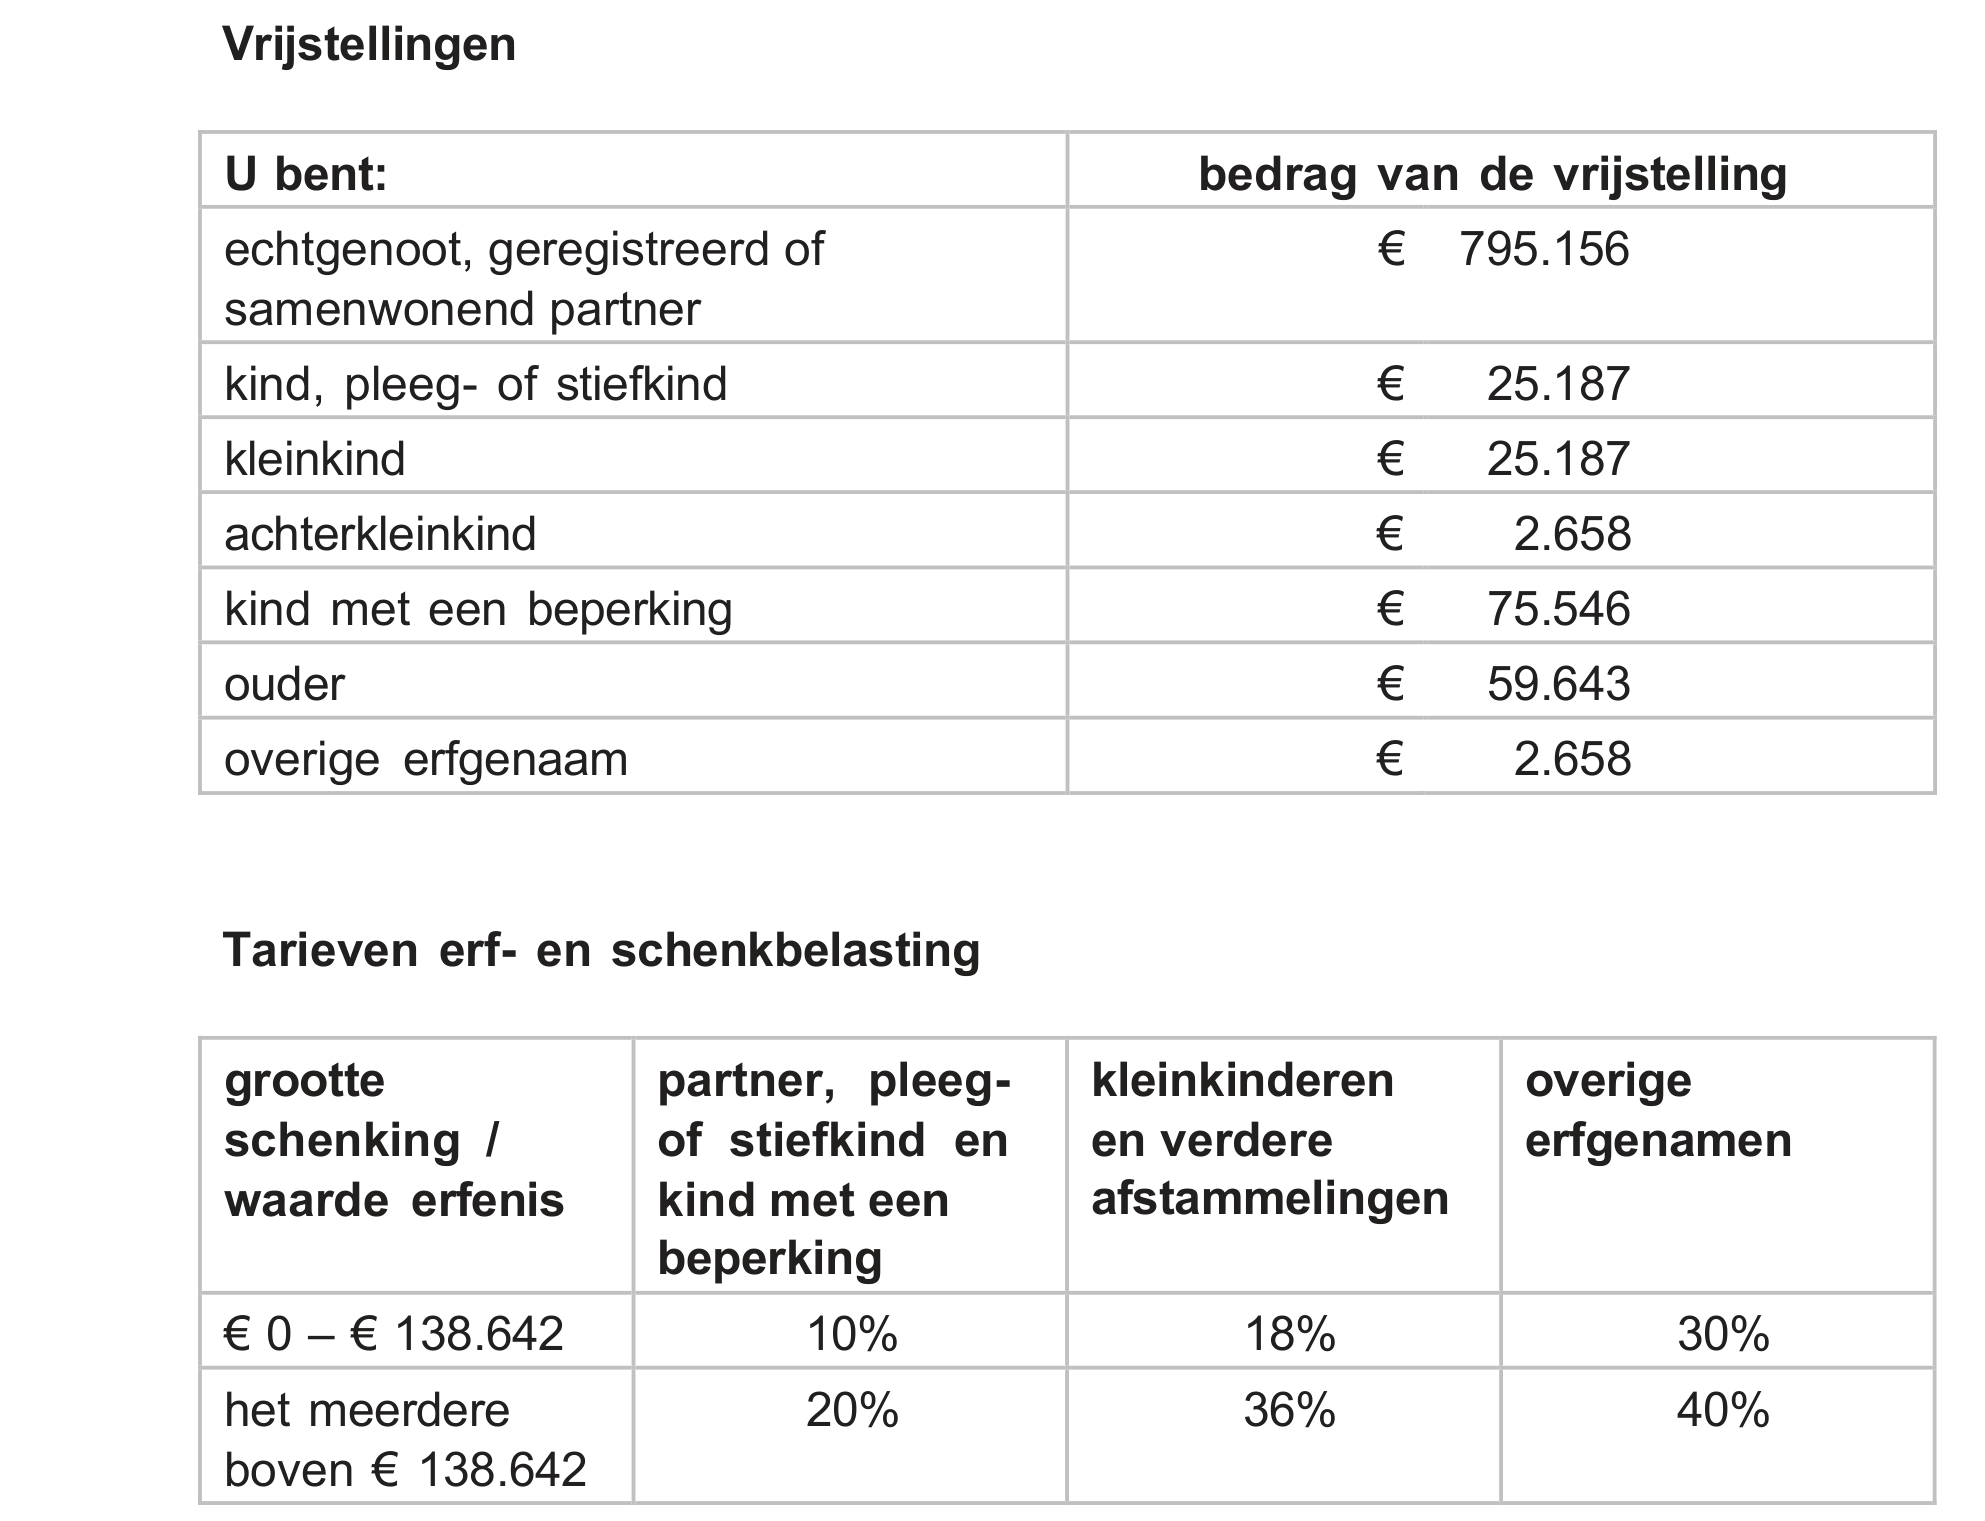 Vrijstellingen
U bent:
bedrag van de vrijstelling
echtgenoot, geregistreerd of
samenwonend partner
€ 795.156
kind, pleeg- of stiefkind
€ 25.187
kleinkind
€ 25.187
achterkleinkind
€ 2.658
kind met een beperking
€ 75.546
ouder
€ 59.643
overige erfgenaam
€ 2.658
Tarieven erf- en schenkbelasting
grootte
schenking /
waarde erfenis
partner, pleeg-
of stiefkind en
kind met een
beperking
kleinkinderen
en verdere
afstammelingen
overige
erfgenamen
€ 0 – € 138.642
10%
18%
30%
het meerdere
boven € 138.642
20%
36%
40%